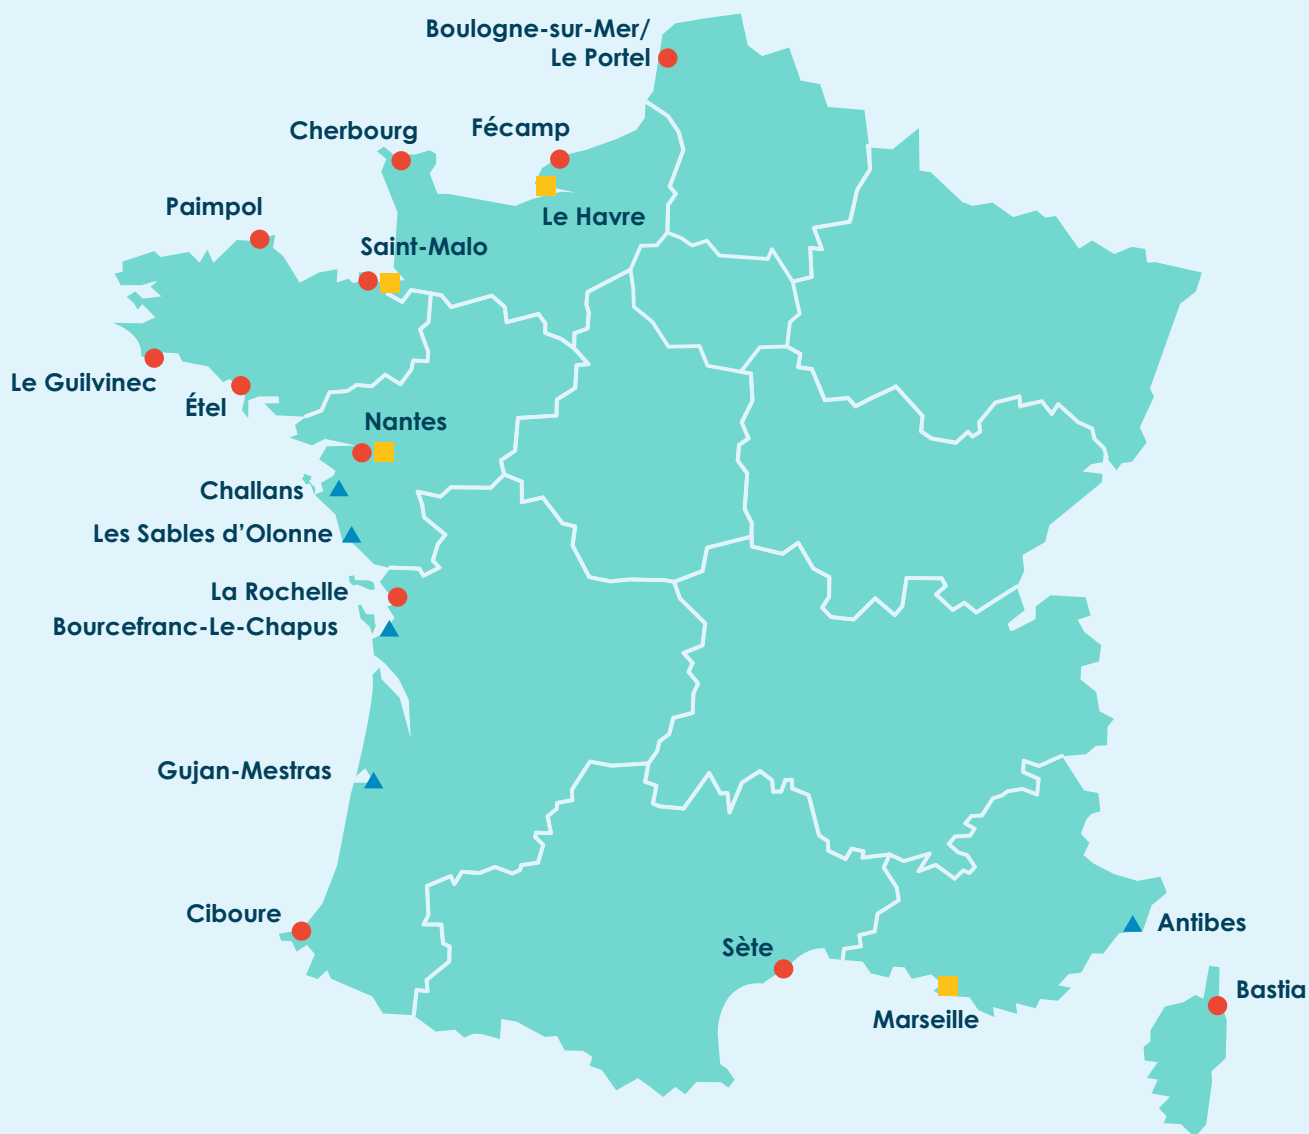 Boulogne-sur-Mer/
Le Portel
Cherbourg
Fécamp
Paimpol
Le Havre
Saint-Malo
Le Guilvinec
Étel
Nantes
Challans
Les Sables d’Olonne
La Rochelle
Bourcefranc-Le-Chapus
Gujan-Mestras
Ciboure
Sète
Antibes
Marseille
Bastia